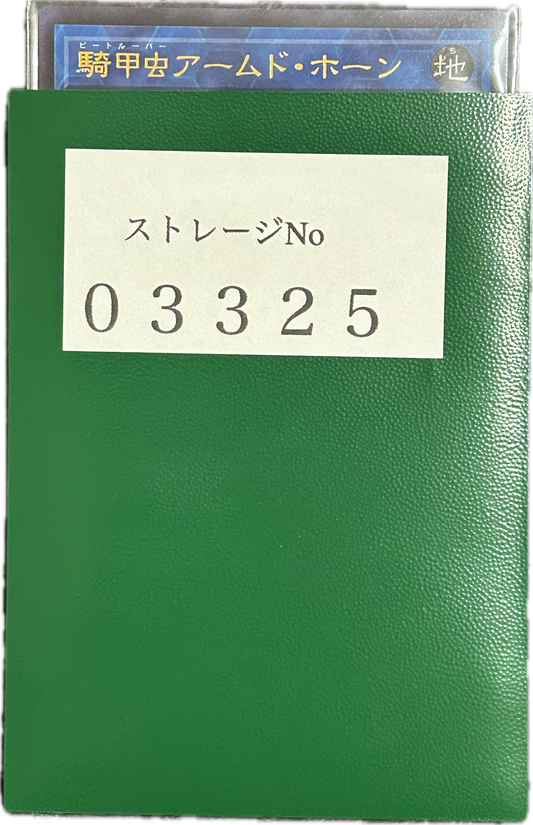 ビートルーパー
騎甲虫アームド・ホーン
ち
地
ストレージNo
03325